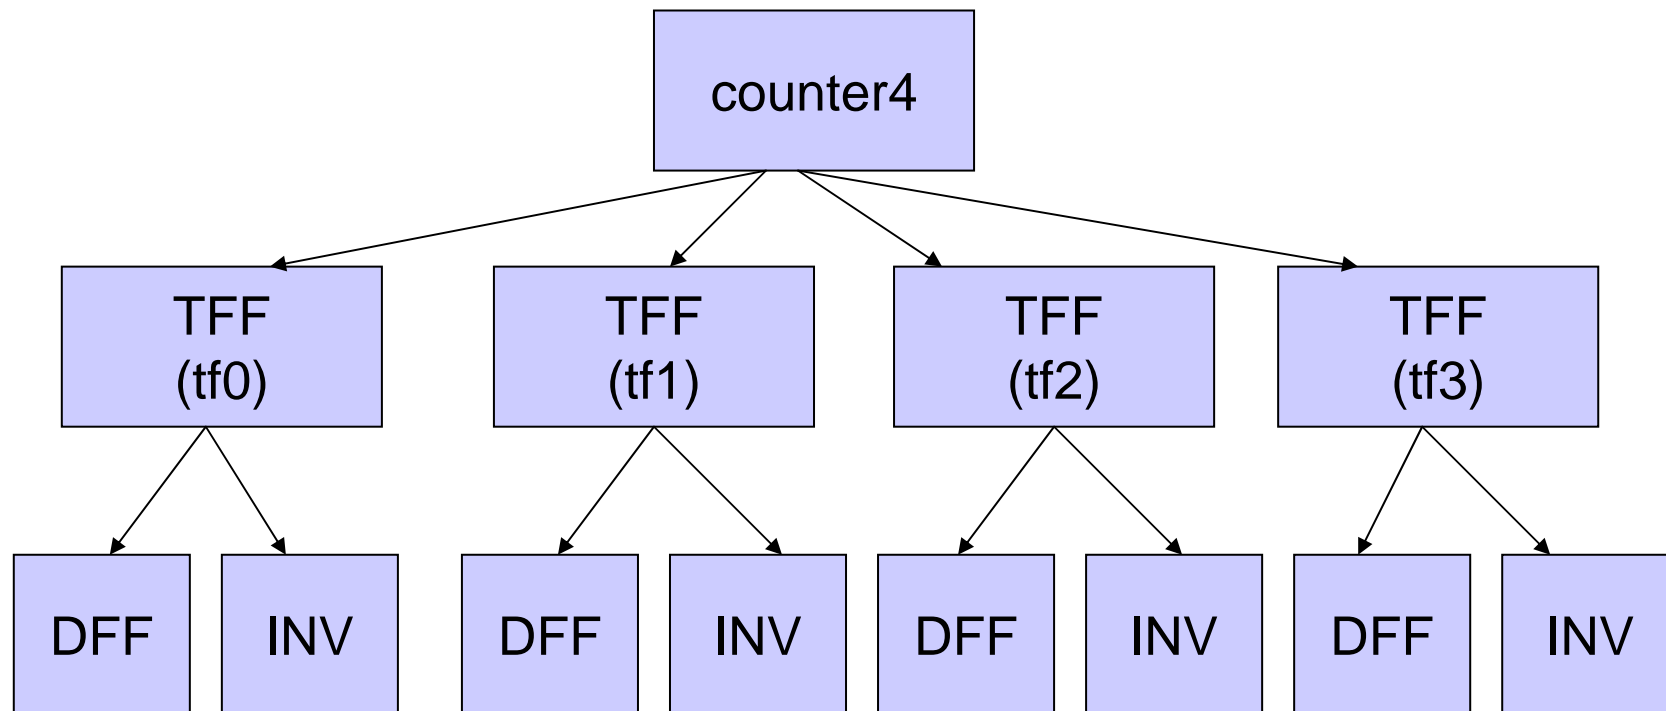 counter4
TFF
(tf0)
TFF
(tf1)
TFF
(tf2)
TFF
(tf3)
DFF
INV
DFF
INV
DFF
INV
DFF
INV